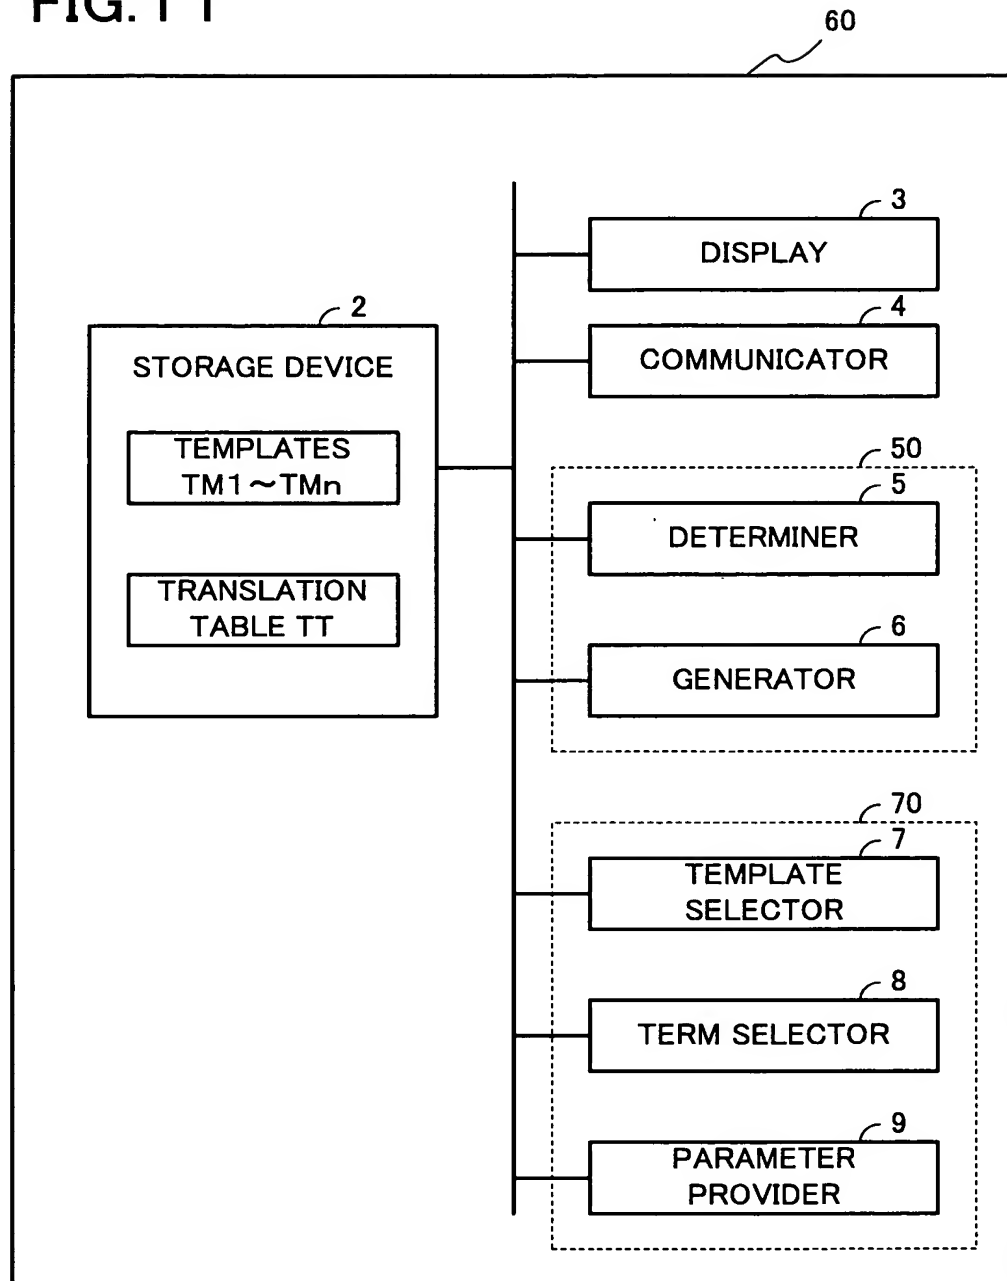 FIG. 11
60
3
DISPLAY
2
4
STORAGE DEVICE
COMMUNICATOR
TEMPLATES
TM1～TMn
50
5
DETERMINER
TRANSLATION
TABLE TT
6
GENERATOR
70
7
TEMPLATE
SELECTOR
8
TERM SELECTOR
9
PARAMETER
PROVIDER